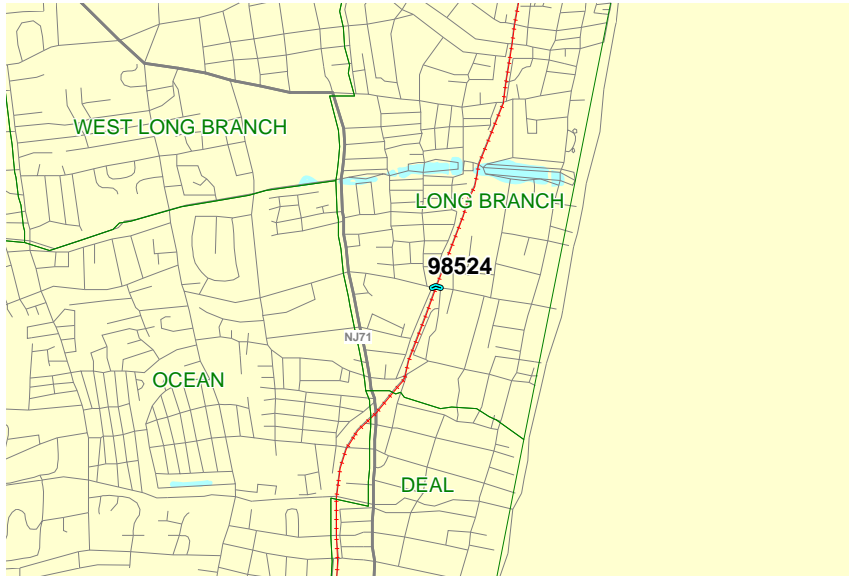 WEST LONG BRANCH
LONG BRANCH
98524
NJ71
OCEAN
DEAL